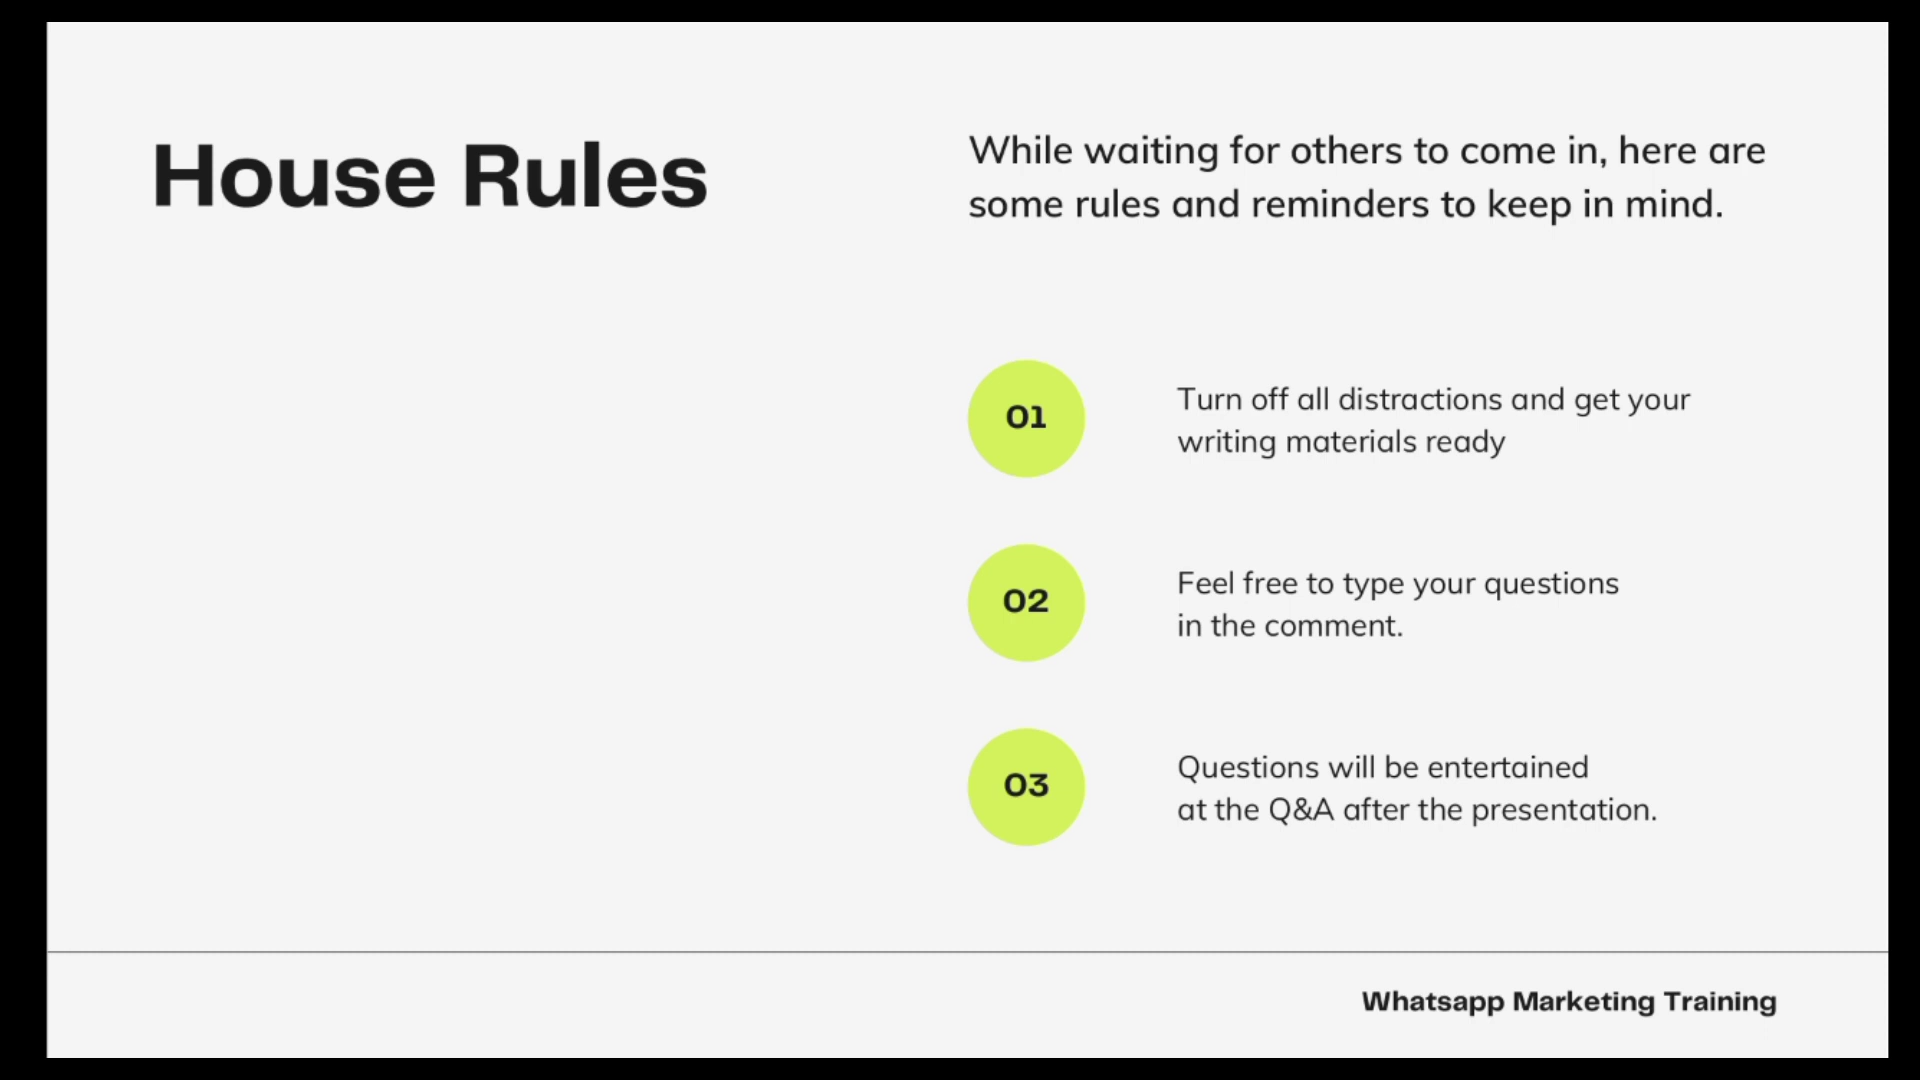 House Rules
While waiting for others to come in, here are
some rules and reminders to keep in mind.
01
Turn off all distractions and get your
writing materials ready
02
Feel free to type your questions
in the comment.
03
Questions will be entertained
at the Q&A after the presentation.
Whatsapp Marketing Training